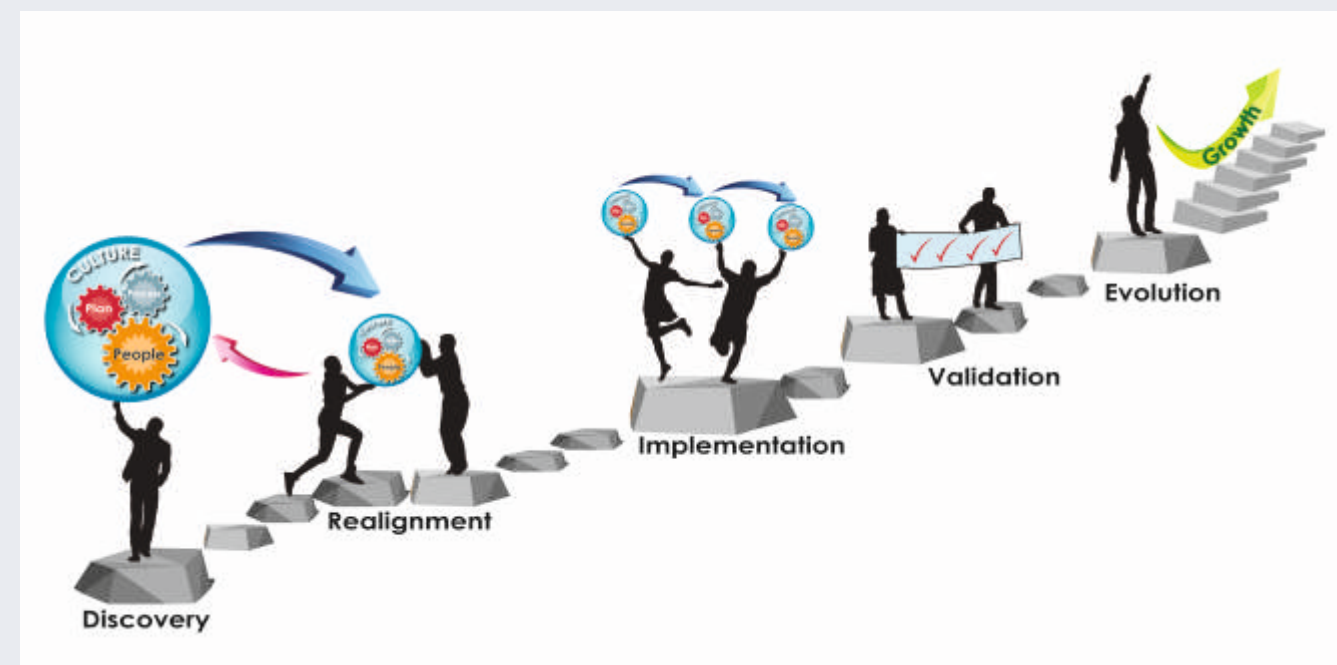 CULTURE
Plan
People
Discovery
Realignment
Implementation
Validation
Evolution
Growth